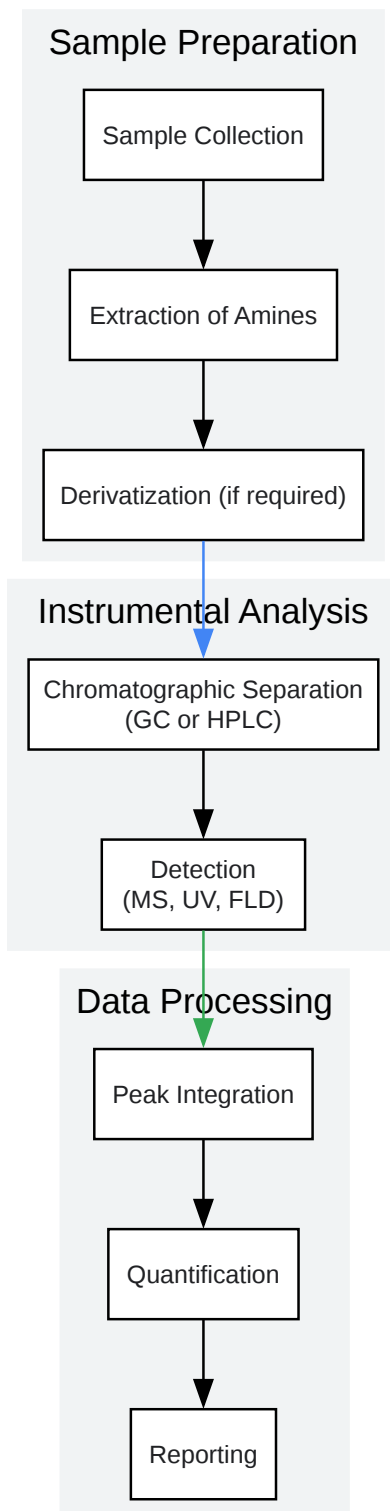 Sample Preparation
Sample Collection
Extraction of Amines
Derivatization (if required)
Instrumental Analysis
Chromatographic Separation
(GC or HPLC)
Detection
(MS, UV, FLD)
Data Processing
Peak Integration
Quantification
Reporting